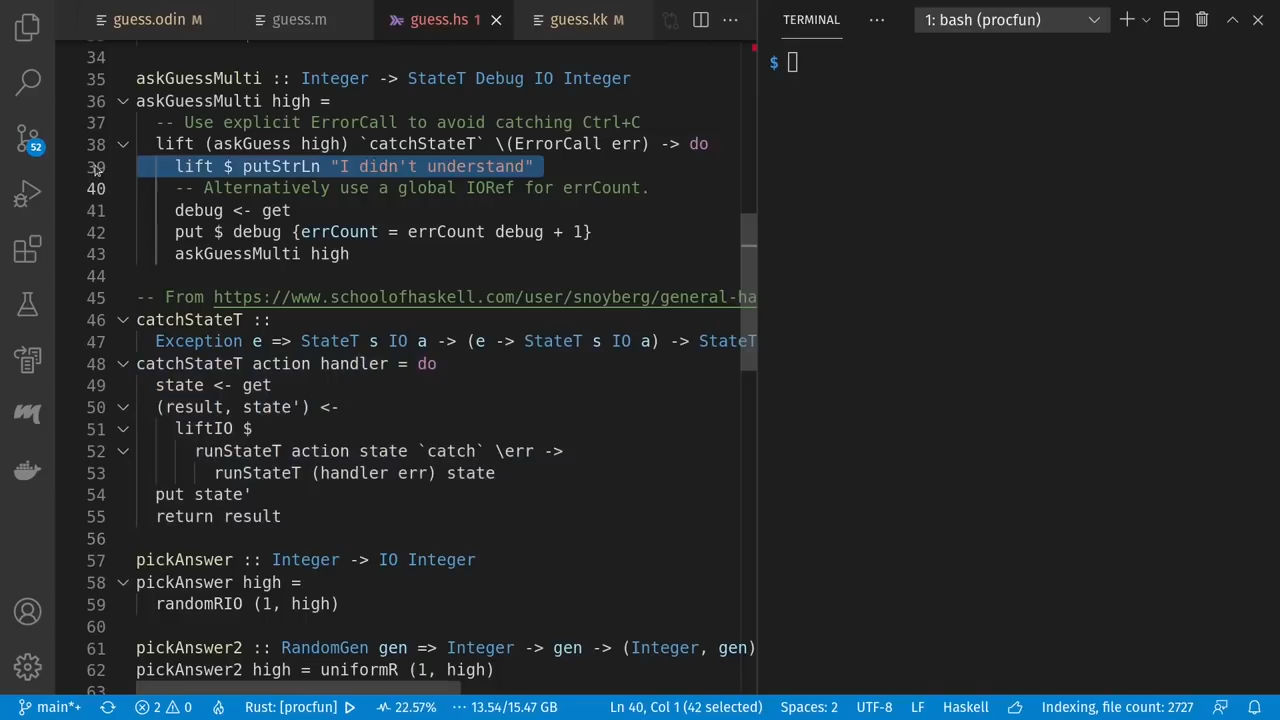 guess.odin M
guess.m
guess.hs 1
guess.kk M
TERMINAL
1: bash (procfun)
$
34
35 askGuessMulti :: Integer -> StateT Debug IO Integer
36 askGuessMulti high =
37 -- Use explicit ErrorCall to avoid catching Ctrl+C
38 lift (askGuess high) `catchStateT` \(ErrorCall err) -> do
39 lift $ putStrLn "I didn't understand"
40 -- Alternatively use a global IORef for errCount.
41 debug <- get
42 put $ debug {errCount = errCount debug + 1}
43 askGuessMulti high
44
45 -- From https://www.schoolofhaskell.com/user/snoyberg/general-ha
46 catchStateT ::
47 Exception e => StateT s IO a -> (e -> StateT s IO a) -> StateT
48 catchStateT action handler = do
49 state <- get
50 (result, state') <-
51 liftIO $
52 runStateT action state `catch` \err ->
53 runStateT (handler err) state
54 put state'
55 return result
56
57 pickAnswer :: Integer -> IO Integer
58 pickAnswer high =
59 randomRIO (1, high)
60
61 pickAnswer2 :: RandomGen gen => Integer -> gen -> (Integer, gen)
62 pickAnswer2 high = uniformR (1, high)
63
52
main*+
2
0
Rust: [procfun]
22.57%
13.54/15.47 GB
Ln 40, Col 1 (42 selected)
Spaces: 2
UTF-8
LF
Haskell
Indexing, file count: 2727